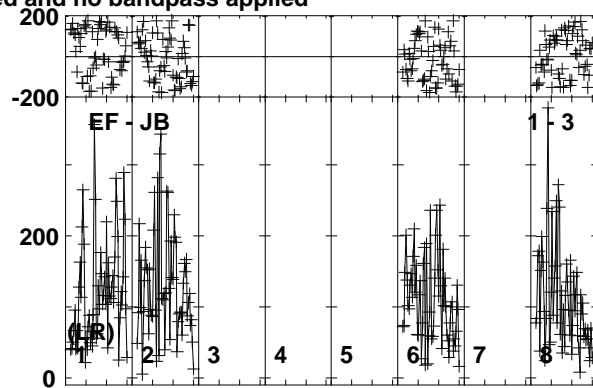 ed and no bandpass applied
200
-200
EF - JB 1 - 3
200
(LR)
1 2 3 4 5 6 7 8
0